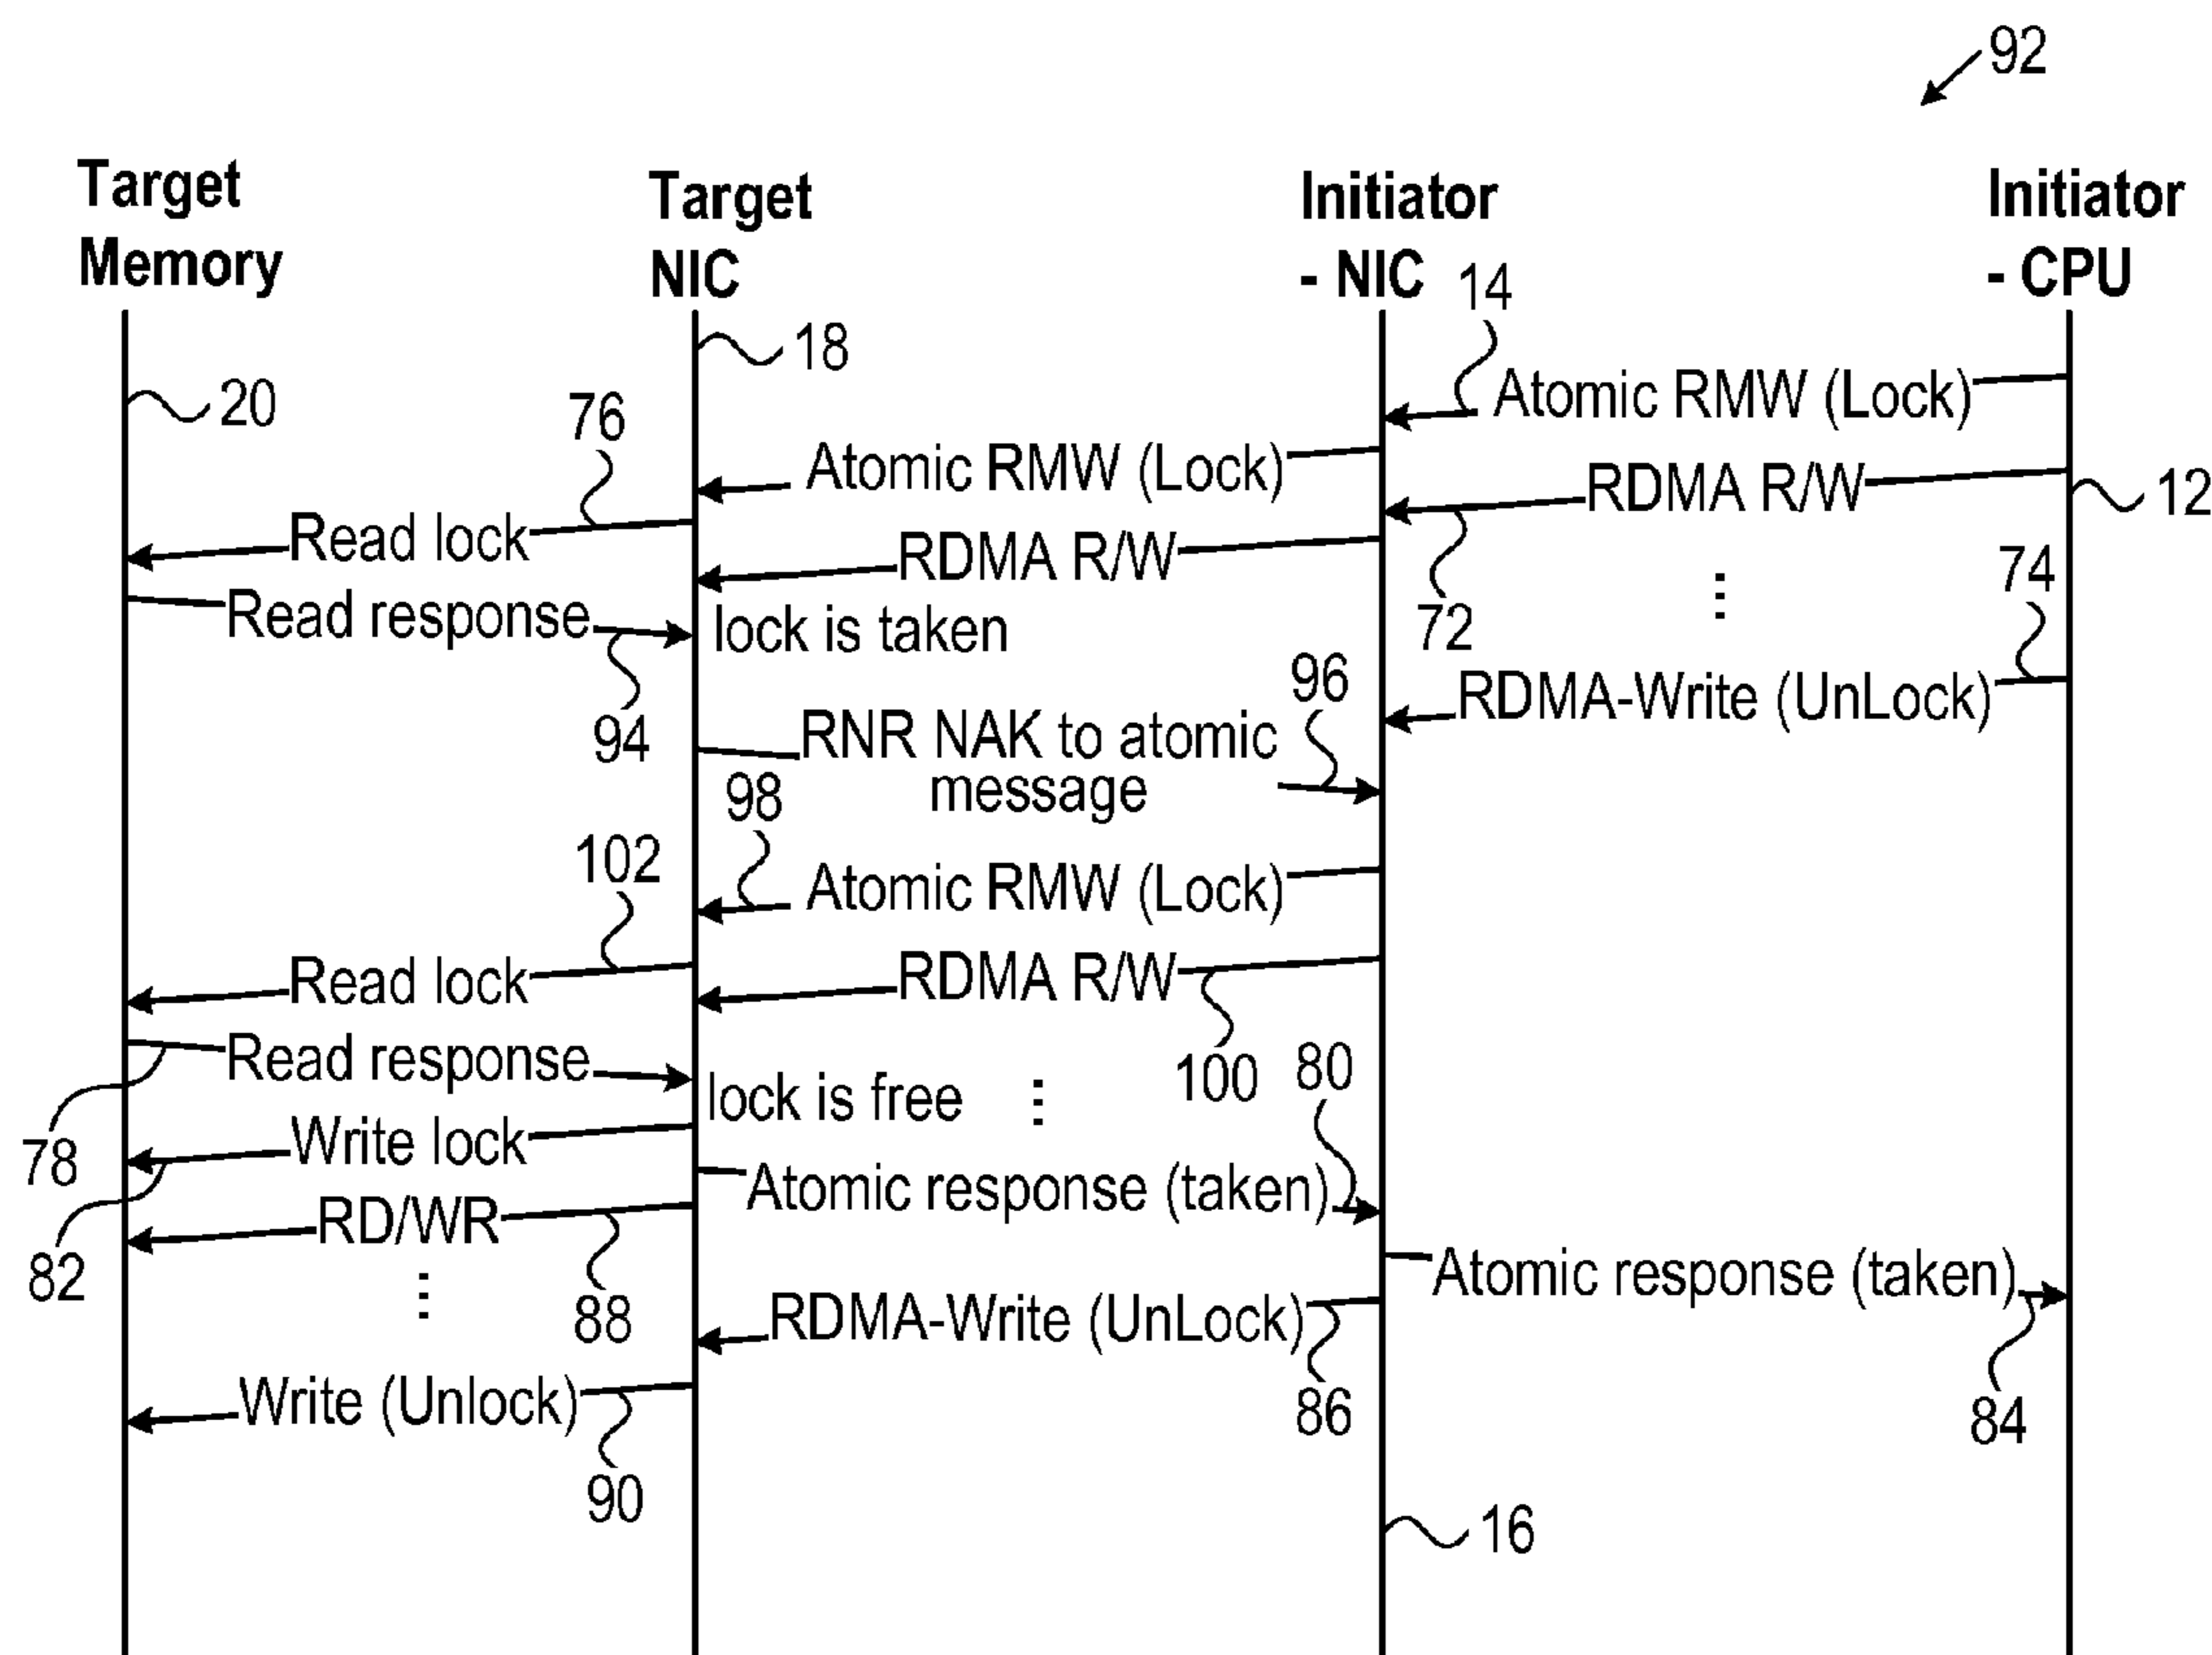 92
Target
Memory
Target
NIC
Initiator
- NIC
Initiator
- CPU
14
18
20
Atomic RMW (Lock)
76
Atomic RMW (Lock)
RDMA R/W
12
Read lock
RDMA R/W
74
Read response
lock is taken
72
96
RDMA-Write (UnLock)
94
RNR NAK to atomic
message
98
102
Atomic RMW (Lock)
Read lock
RDMA R/W
Read response
100
80
lock is free
78
Write lock
Atomic response (taken)
RD/WR
82
Atomic response (taken)
88
RDMA-Write (UnLock)
Write (Unlock)
86
84
90
16